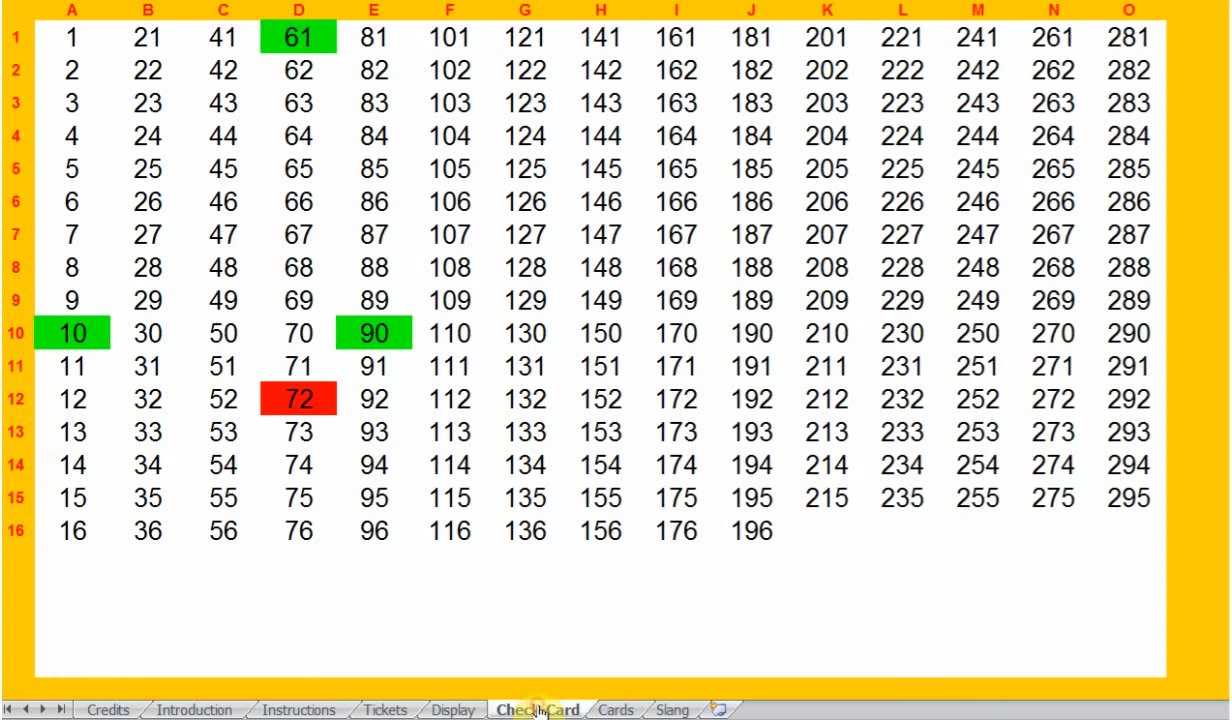 A B C D E F G H I J K L M N O
1 1 21 41 61 81 101 121 141 161 181 201 221 241 261 281
2 2 22 42 62 82 102 122 142 162 182 202 222 242 262 282
3 3 23 43 63 83 103 123 143 163 183 203 223 243 263 283
4 4 24 44 64 84 104 124 144 164 184 204 224 244 264 284
5 5 25 45 65 85 105 125 145 165 185 205 225 245 265 285
6 6 26 46 66 86 106 126 146 166 186 206 226 246 266 286
7 7 27 47 67 87 107 127 147 167 187 207 227 247 267 287
8 8 28 48 68 88 108 128 148 168 188 208 228 248 268 288
9 9 29 49 69 89 109 129 149 169 189 209 229 249 269 289
10 10 30 50 70 90 110 130 150 170 190 210 230 250 270 290
11 11 31 51 71 91 111 131 151 171 191 211 231 251 271 291
12 12 32 52 72 92 112 132 152 172 192 212 232 252 272 292
13 13 33 53 73 93 113 133 153 173 193 213 233 253 273 293
14 14 34 54 74 94 114 134 154 174 194 214 234 254 274 294
15 15 35 55 75 95 115 135 155 175 195 215 235 255 275 295
16 16 36 56 76 96 116 136 156 176 196
Credits Introduction Instructions Tickets Display Check Card Cards Slang